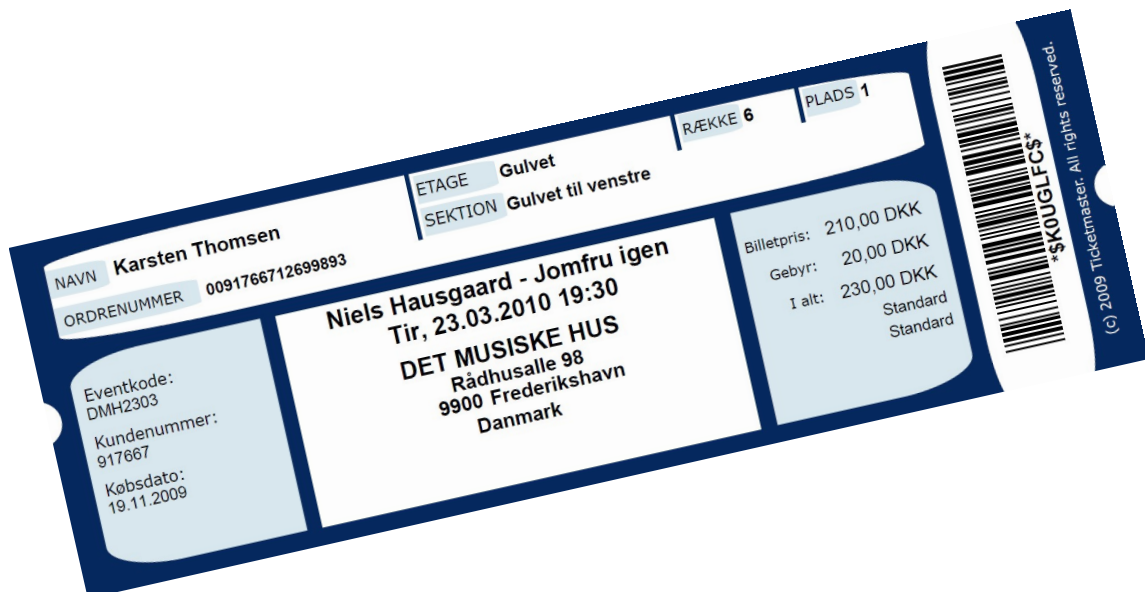 NAVN Karsten Thomsen
ORDRENUMMER 009176671269​9893
ETAGE Gulvet
SEKTION Gulvet til venstre
RÆKKE 6
PLADS 1
Eventkode:
DMH2303
Kundenummer:
917667
Købsdato:
19.11.2009
Niels Hausgaard - Jomfru igen
Tir, 23.03.2010 19:30
DET MUSISKE HUS
Rådhusalle 98
9900 Frederikshavn
Danmark
Billetpris: 210,00 DKK
Gebyr: 20,00 DKK
I alt: 230,00 DKK
Standard
Standard
*$K0UGLFC$*
(c) 2009 Ticketmaster. All rights reserved.